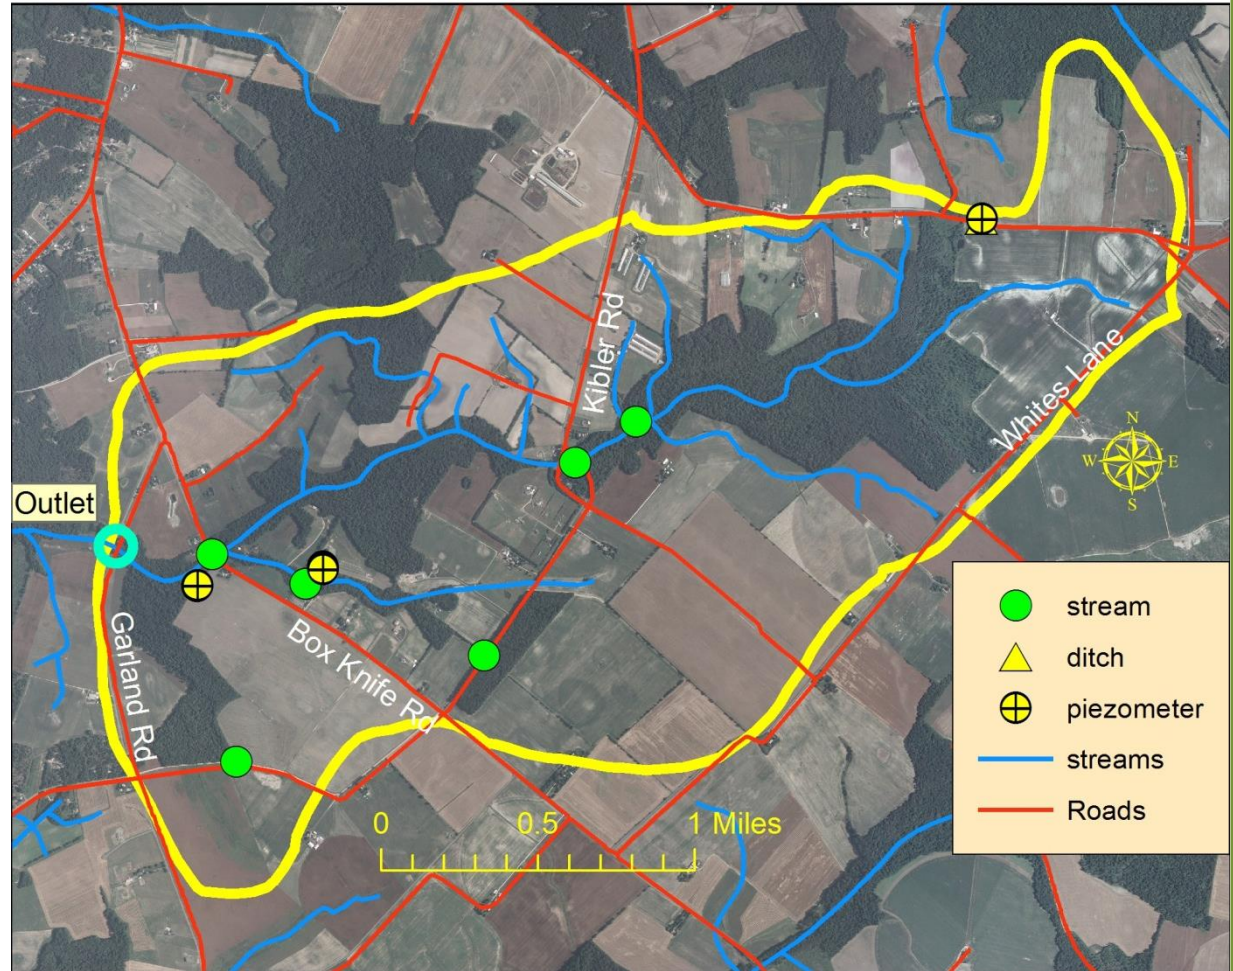 Kibler Rd
Whites Lane
N
W
E
S
Outlet
Garland Rd
Box Knife Rd
0
0.5
1 Miles
stream
ditch
piezometer
streams
Roads